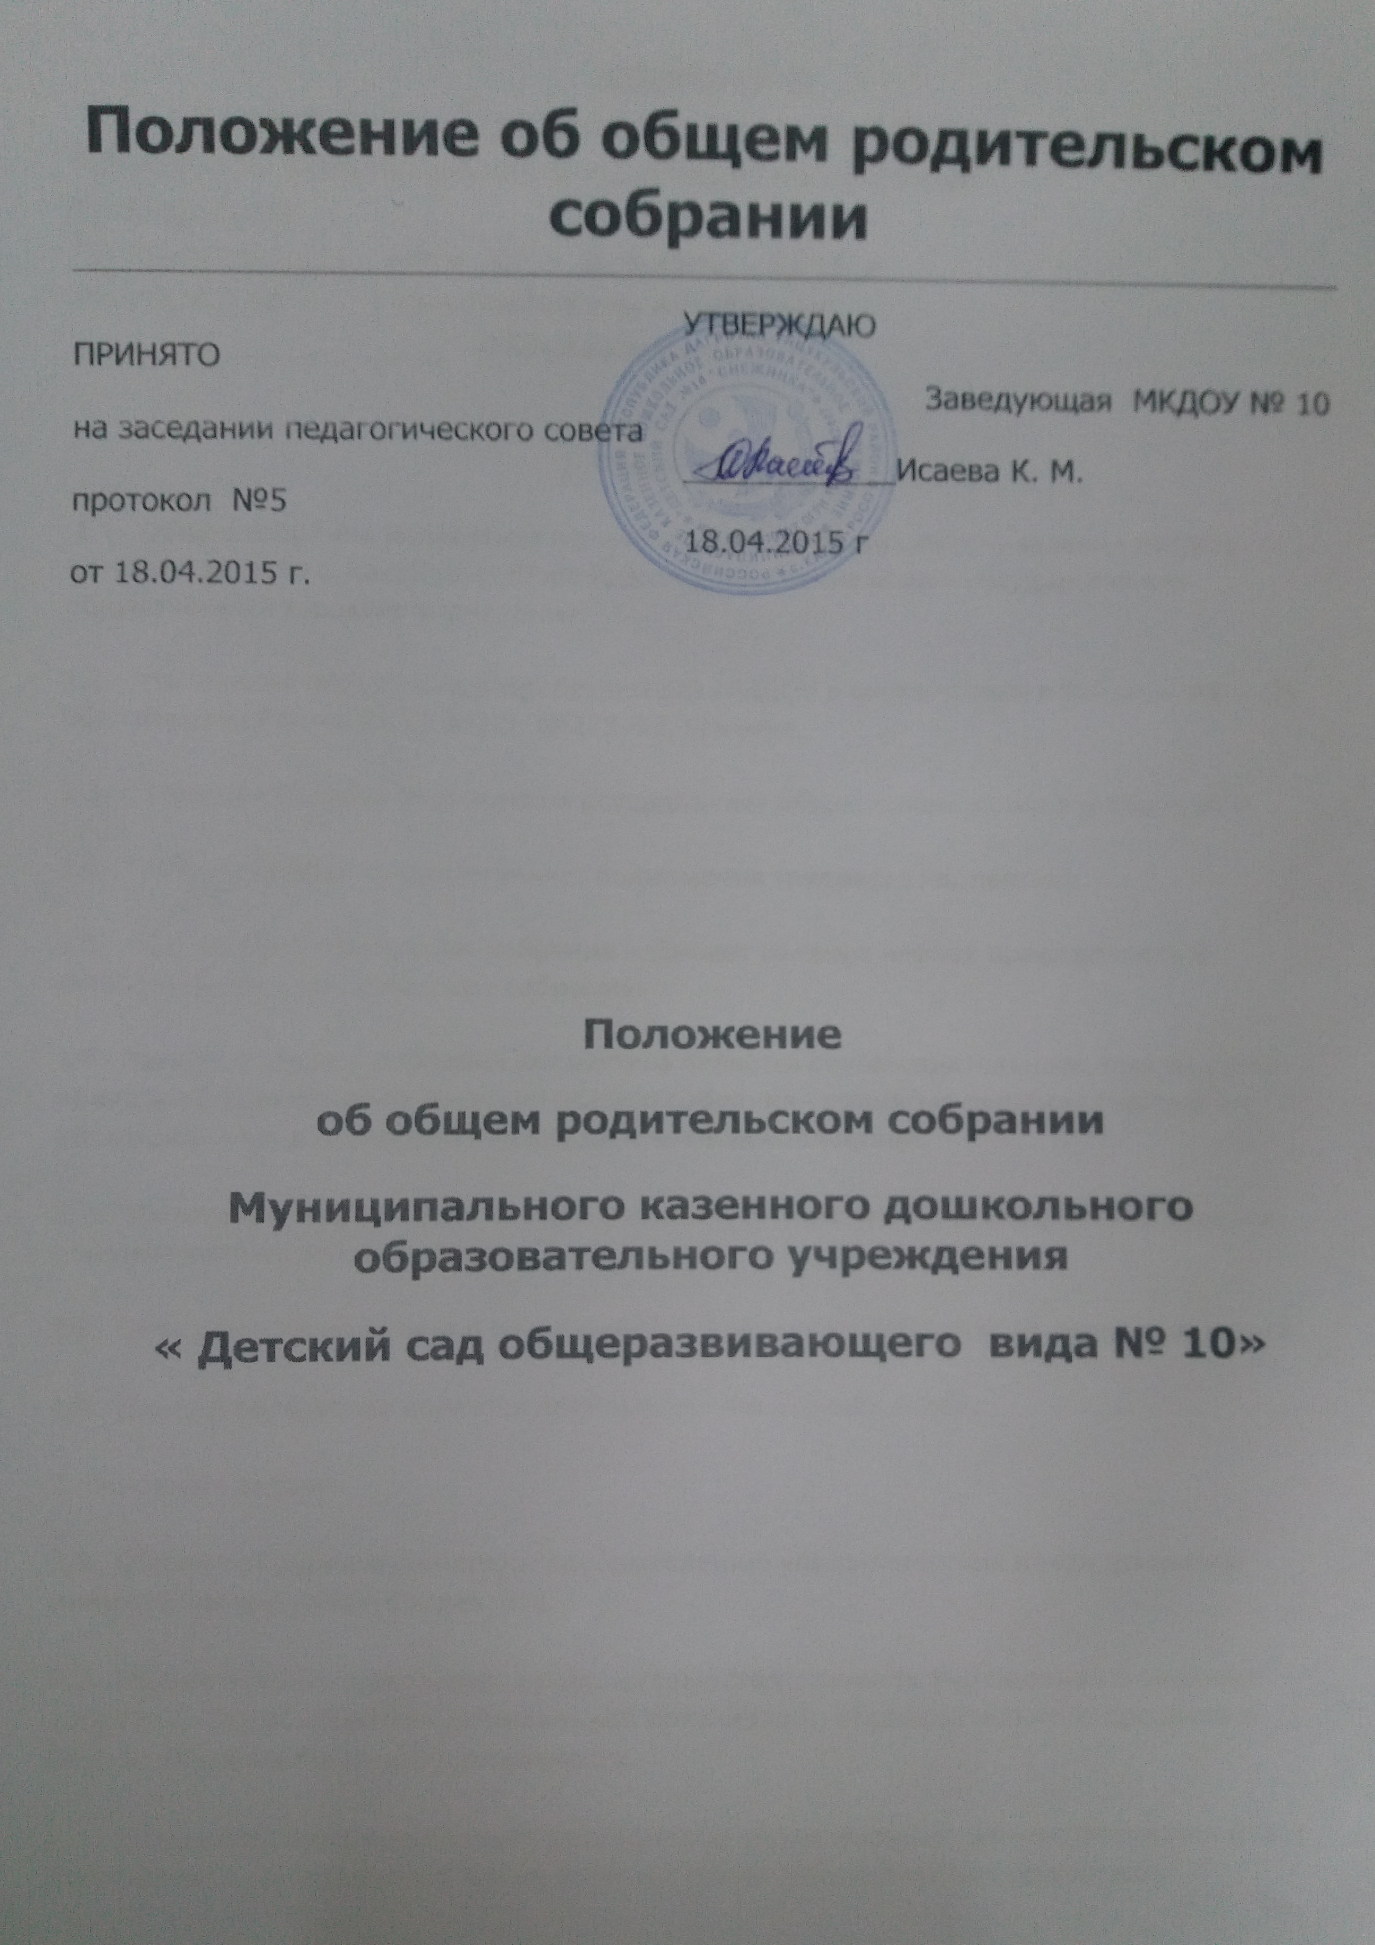 Положение об общем родительском
собрании
ПРИНЯТО
на заседании педагогического совета
протокол №5
от 18.04.2015 г.
УТВЕРЖДАЮ
Заведующая МКДОУ № 10
Исаева К. М.
18.04.2015 г
Положение
об общем родительском собрании
Муниципального казенного дошкольного
образовательного учреждения
« Детский сад общеразвивающего вида № 10»